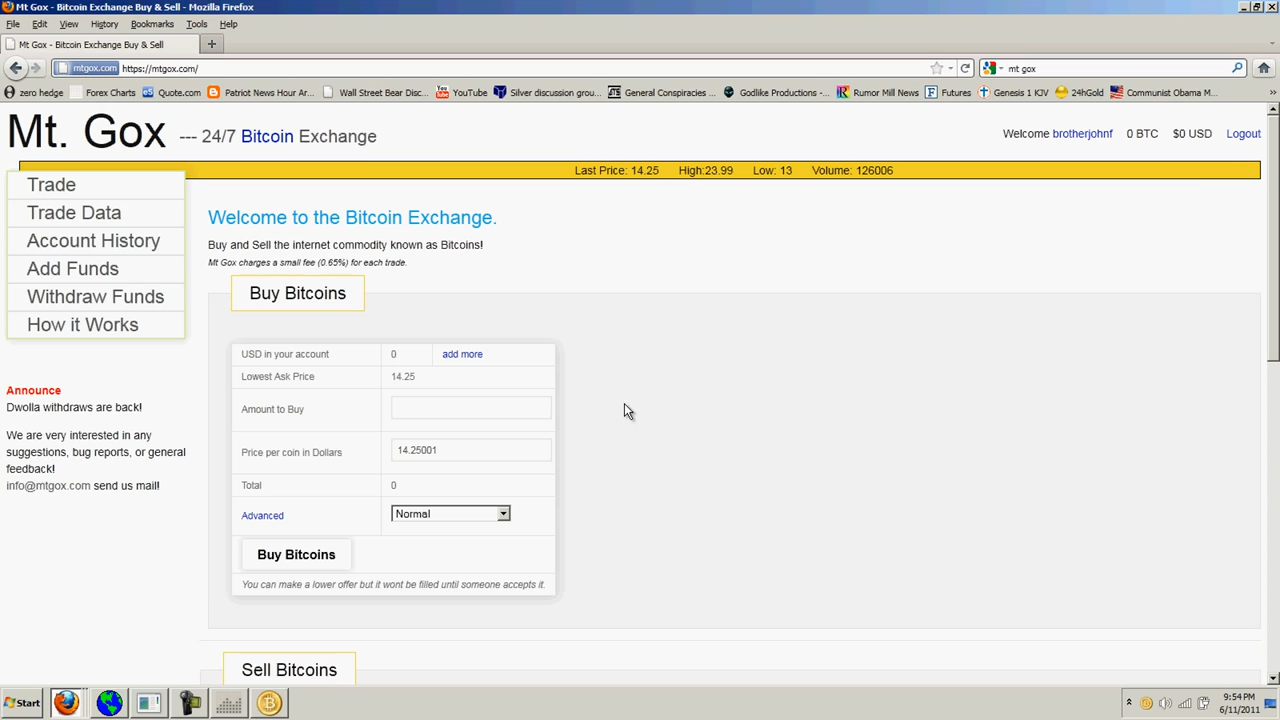 Mt Gox - Bitcoin Exchange Buy & Sell - Mozilla Firefox
File Edit View History Bookmarks Tools Help
Mt Gox - Bitcoin Exchange Buy & Sell
mtgox.com https://mtgox.com/ mt gox
zero hedge Forex Charts Quote.com Patriot News Hour Ar... Wall Street Bear Disc... YouTube Silver discussion grou... General Conspiracies ... Godlike Productions -... Rumor Mill News Futures Genesis 1 KJV 24hGold Communist Obama M...
Mt. Gox --- 24/7 Bitcoin Exchange
Welcome brotherjohnf 0 BTC $0 USD Logout
Last Price: 14.25 High:23.99 Low: 13 Volume: 126006
Trade
Trade Data
Account History
Add Funds
Withdraw Funds
How it Works
Announce
Dwolla withdraws are back!
We are very interested in any
suggestions, bug reports, or general
feedback!
info@mtgox.com send us mail!
Welcome to the Bitcoin Exchange.
Buy and Sell the internet commodity known as Bitcoins!
Mt Gox charges a small fee (0.65%) for each trade.
Buy Bitcoins
USD in your account 0 add more
Lowest Ask Price 14.25
Amount to Buy
Price per coin in Dollars 14.25001
Total 0
Advanced Normal
Buy Bitcoins
You can make a lower offer but it wont be filled until someone accepts it.
Sell Bitcoins
Start
9:54 PM
6/11/2011